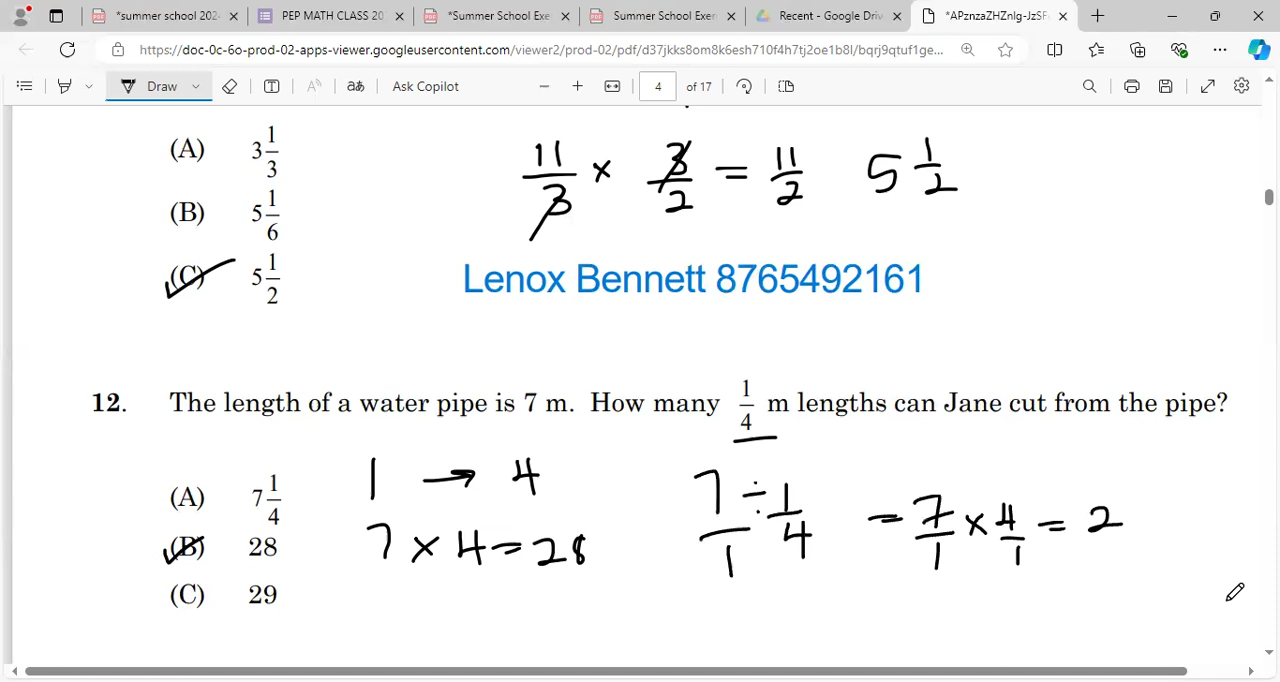 *summer school 202
PEP MATH CLASS 20
*Summer School Exe
Summer School Exer
Recent - Google Driv
*APznzaZHZnlg-JzSF
https://doc-0c-6o-prod-02-apps-viewer.googleusercontent.com/viewer2/prod-02/pdf/d37jkks8om8k6esh710f4h7tj2oe1b8l/bqrj9qtuf1ge...
Draw
aあ
Ask Copilot
4 of 17
(A) 3 1/3
11/3 × 3/2 = 11/2 5 1/2
(B) 5 1/6
(C) 5 1/2
Lenox Bennett 8765492161
12. The length of a water pipe is 7 m. How many 1/4 m lengths can Jane cut from the pipe?
(A) 7 1/4
1 → 4
7/1 ÷ 1/4 = 7/1 × 4/1 = 2
(B) 28
7 × 4 = 28
(C) 29